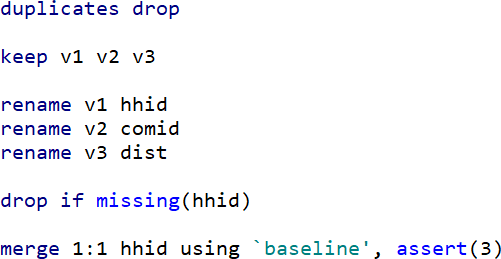 duplicates drop
keep v1 v2 v3
rename v1 hhid
rename v2 comid
rename v3 dist
drop if missing(hhid)
merge 1:1 hhid using `baseline', assert(3)